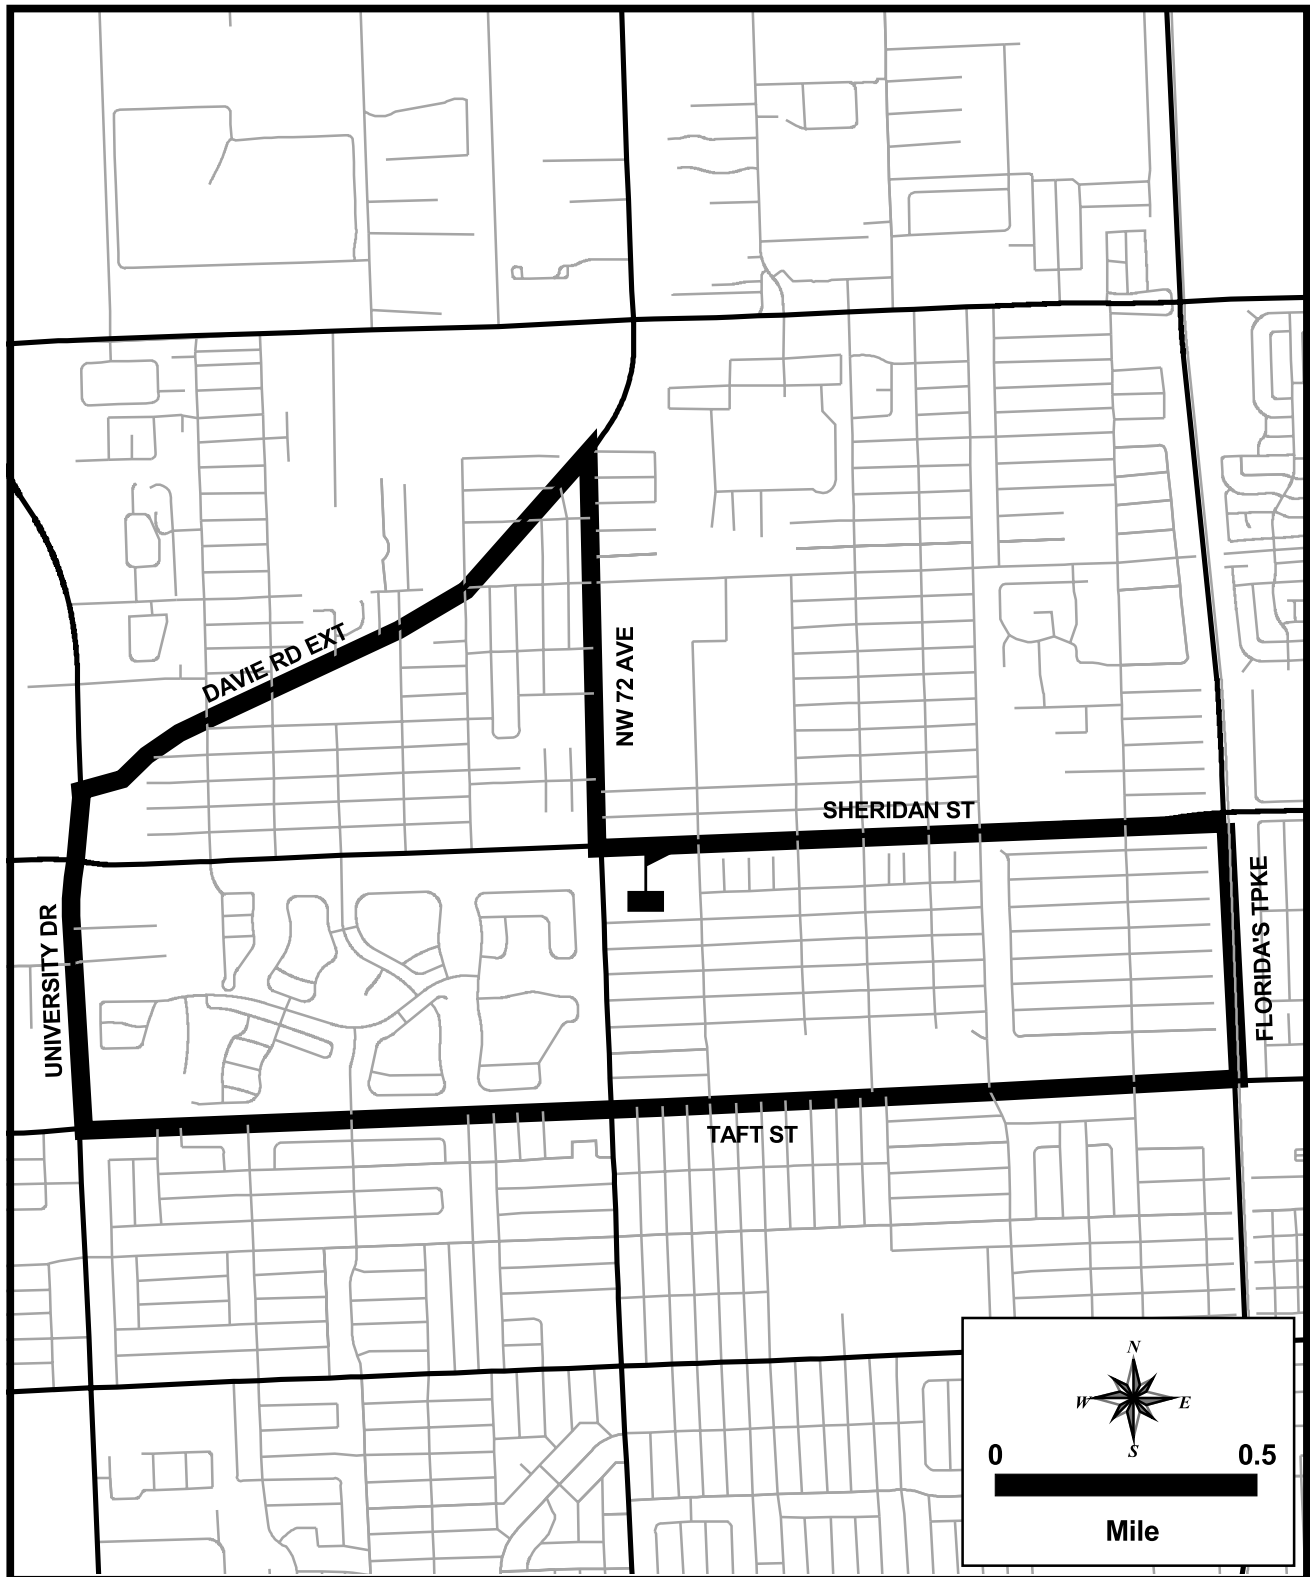 DAVIE RD EXT
NW 72 AVE
SHERIDAN ST
UNIVERSITY DR
FLORIDA'S TPKE
TAFT ST
N
W E
S
0 0.5
Mile